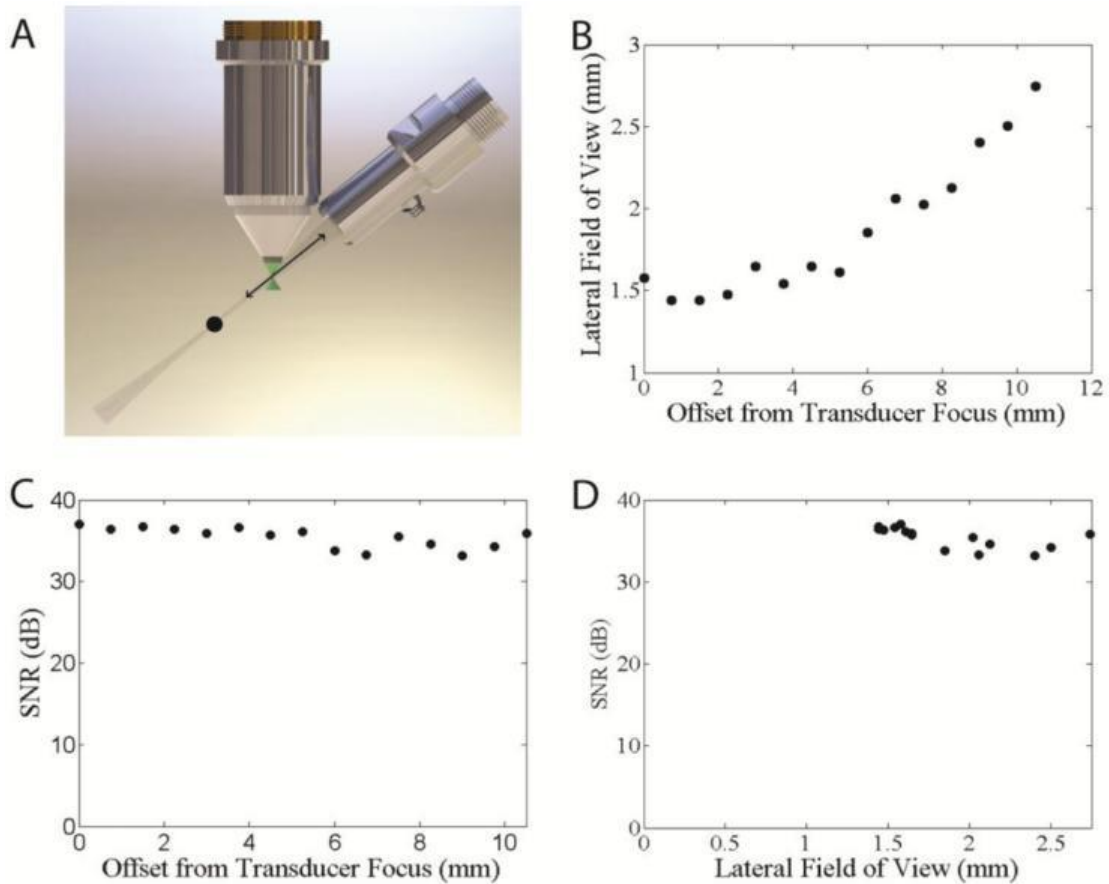 A
B
Lateral Field of View (mm)
3
2.5
2
1.5
1
0 2 4 6 8 10 12
Offset from Transducer Focus (mm)
C
SNR (dB)
40
30
20
10
0
0 2 4 6 8 10
Offset from Transducer Focus (mm)
D
SNR (dB)
40
30
20
10
0
0 0.5 1 1.5 2 2.5
Lateral Field of View (mm)